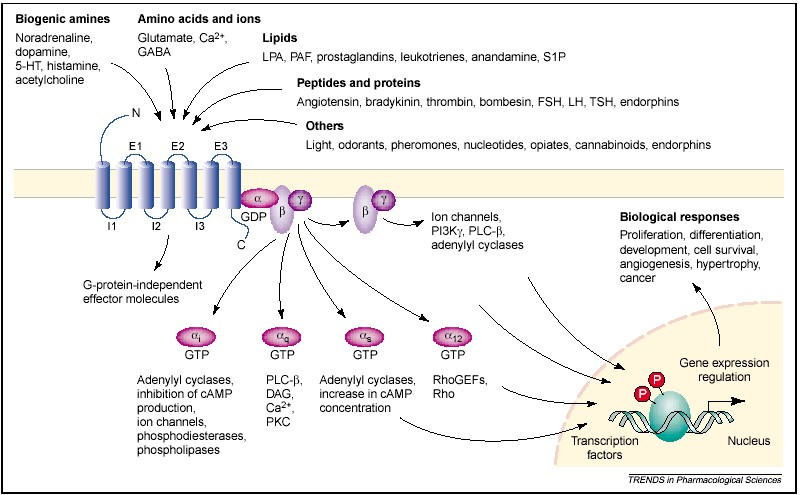 Biogenic amines
Noradrenaline,
dopamine,
5-HT, histamine,
acetylcholine
Amino acids and ions
Glutamate, Ca²⁺,
GABA
Lipids
LPA, PAF, prostaglandins, leukotrienes, anandamide, S1P
Peptides and proteins
Angiotensin, bradykinin, thrombin, bombesin, FSH, LH, TSH, endorphins
Others
Light, odorants, pheromones, nucleotides, opiates, cannabinoids, endorphins
N
E1
E2
E3
I1
I2
I3
C
α
GDP
β
γ
β
γ
Ion channels,
PI3Kγ, PLC-β,
adenylyl cyclases
G-protein-independent
effector molecules
Biological responses
Proliferation, differentiation,
development, cell survival,
angiogenesis, hypertrophy,
cancer
αi
GTP
αq
GTP
αs
GTP
α12
GTP
Adenylyl cyclases,
inhibition of cAMP
production,
ion channels,
phosphodiesterases,
phospholipases
PLC-β,
DAG,
Ca²⁺,
PKC
Adenylyl cyclases,
increase in cAMP
concentration
RhoGEFs,
Rho
Gene expression
regulation
P
P
Transcription
factors
Nucleus
TRENDS in Pharmacological Sciences